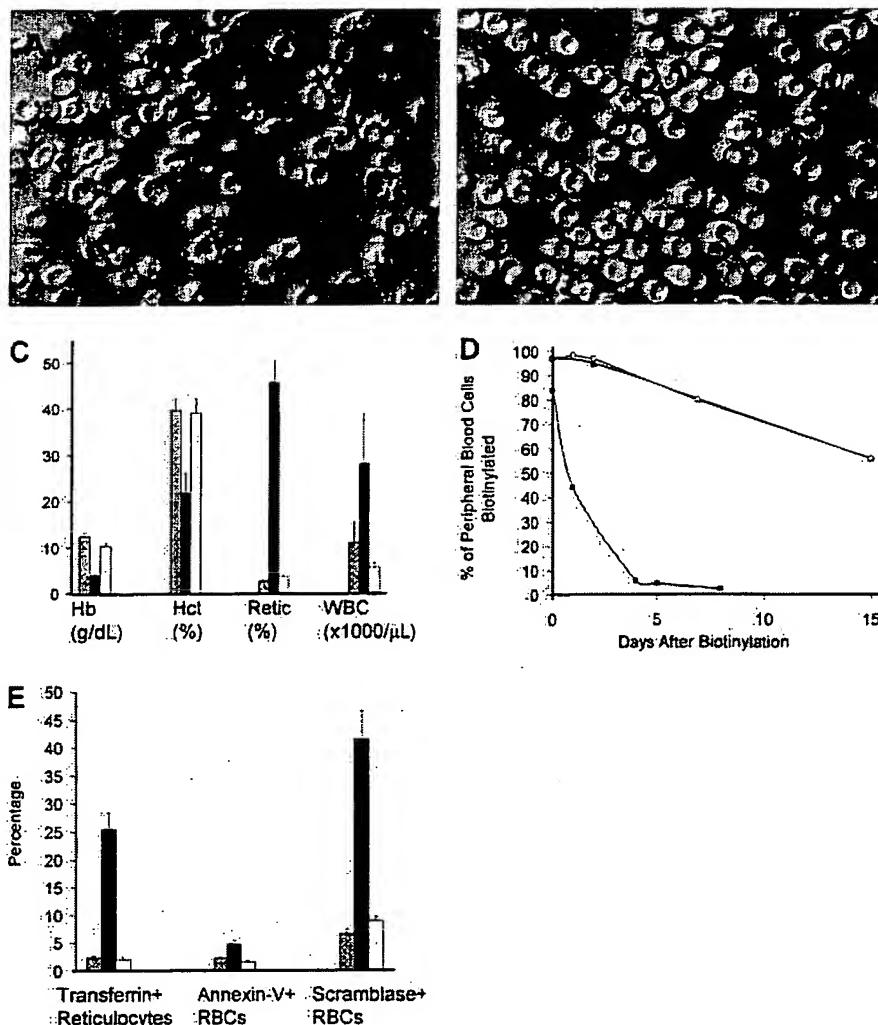 C
50
40
30
20
10
0
Hb
(g/dL)
Hct
(%)
Retic
(%)
WBC
(x1000/µL)
D
% of Peripheral Blood Cells
Biotinylated
100
90
80
70
60
50
40
30
20
10
0
0
5
10
15
Days After Biotinylation
E
Percentage
50
45
40
35
30
25
20
15
10
5
0
Transferrin+
Reticulpcytes
Annexin-V+
RBCs
Scramblase+
RBCs